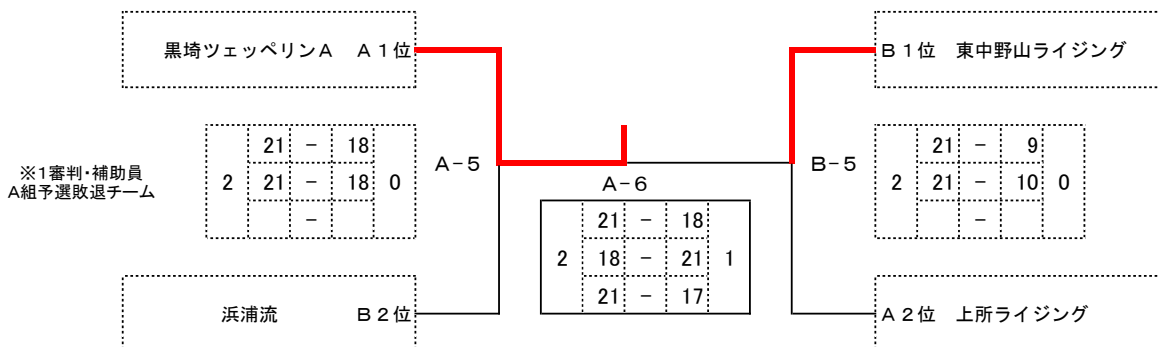 黒埼ツェッペリンA A1位
B1位 東中野山ライジング
※1審判・補助員
A組予選敗退チーム
21 - 18
2 21 - 18 0
-
A-5
B-5
21 - 9
2 21 - 10 0
-
A-6
21 - 18
2 18 - 21 1
21 - 17
浜浦流 B2位
A2位 上所ライジング